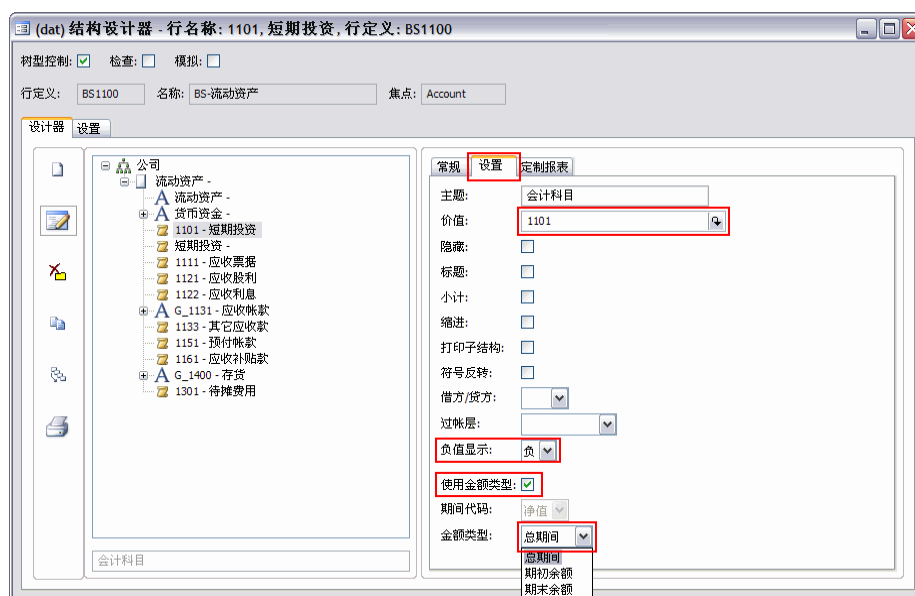 (dat) 结构设计器 - 行名称: 1101, 短期投资, 行定义: BS1100
树型控制: 检查: 模拟:
行定义: BS1100 名称: BS-流动资产 焦点: Account
设计器 设置
公司
流动资产 -
流动资产 -
货币资金 -
1101 - 短期投资
短期投资 -
1111 - 应收票据
1121 - 应收股利
1122 - 应收利息
G_1131 - 应收帐款
1133 - 其它应收款
1151 - 预付帐款
1161 - 应收补贴款
G_1400 - 存货
1301 - 待摊费用
会计科目
常规 设置 定制报表
主题: 会计科目
价值: 1101
隐藏:
标题:
小计:
缩进:
打印子结构:
符号反转:
借方/贷方:
过帐层:
负值显示: 负
使用金额类型:
期间代码: 净值
金额类型: 总期间
总期间
期初余额
期末余额